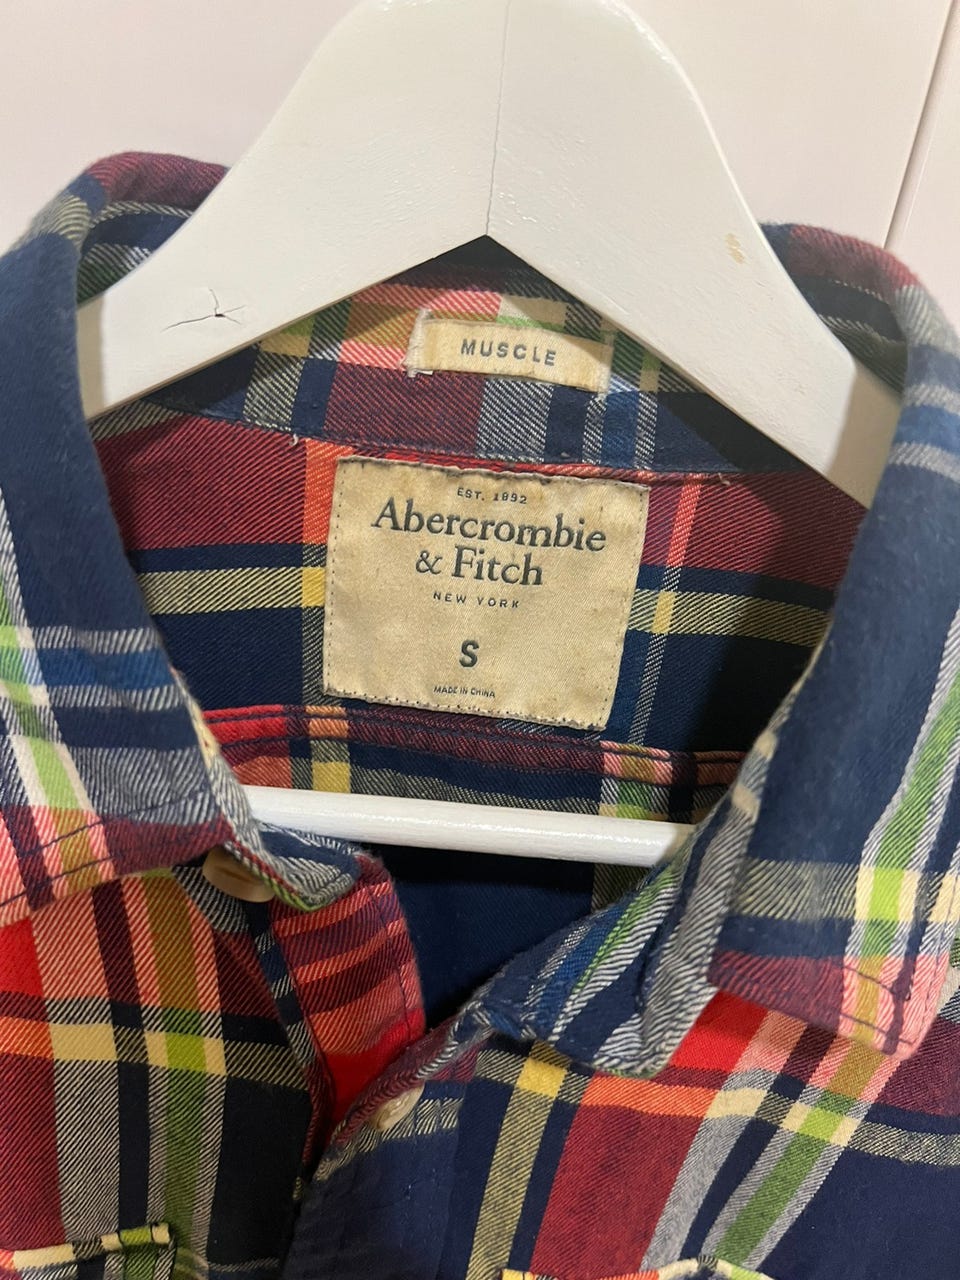 MUSCLE
EST. 1892
Abercrombie
& Fitch
NEW YORK
S
MADE IN CHINA